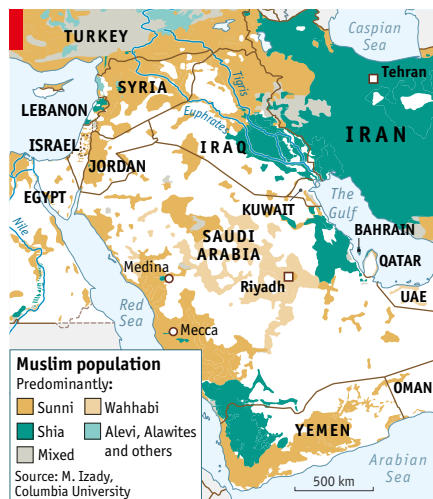 Caspian
Sea
TURKEY
Tehran
SYRIA
Tigris
LEBANON
Euphrates
IRAN
ISRAEL
IRAQ
JORDAN
EGYPT
The
Gulf
KUWAIT
BAHRAIN
Nile
SAUDI
ARABIA
QATAR
Medina
Riyadh
UAE
Red
Sea
Mecca
OMAN
YEMEN
Arabian
Sea
500 km
Muslim population
Predominantly:
Sunni
Wahhabi
Shia
Alevi, Alawites
and others
Mixed
Source: M. Izady,
Columbia University